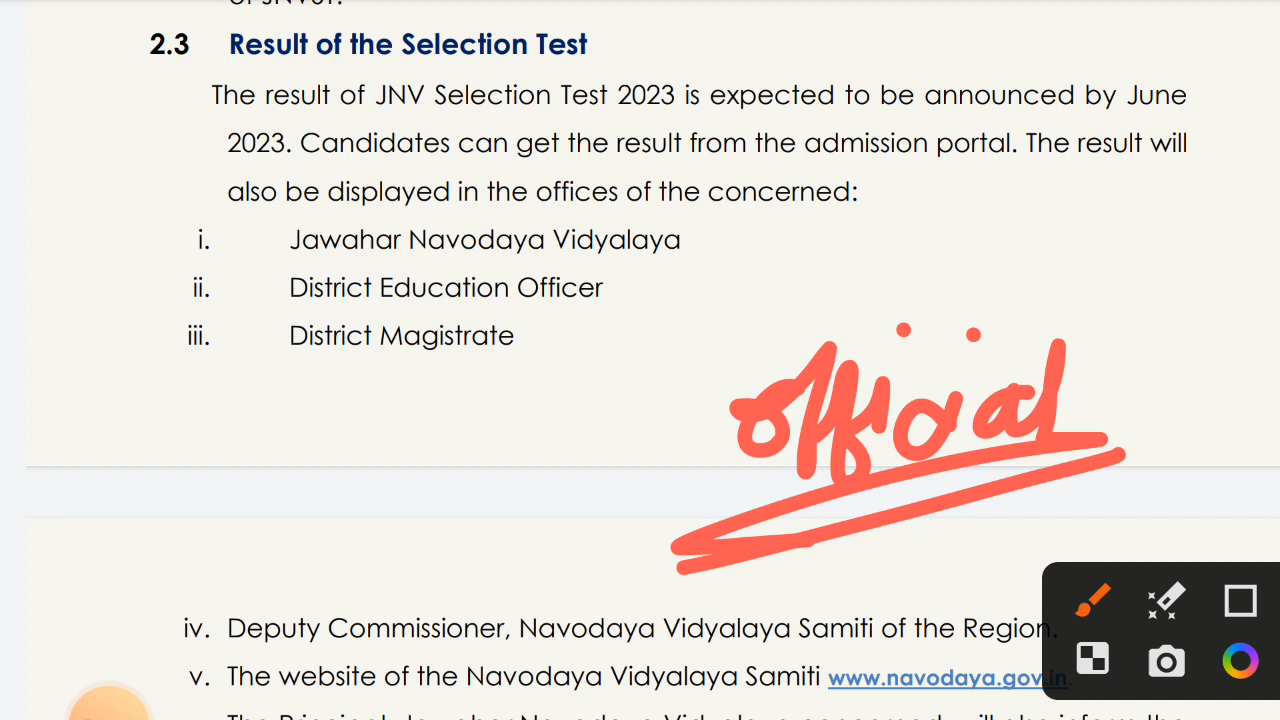 2.3 Result of the Selection Test
The result of JNV Selection Test 2023 is expected to be announced by June
2023. Candidates can get the result from the admission portal. The result will
also be displayed in the offices of the concerned:
i. Jawahar Navodaya Vidyalaya
ii. District Education Officer
iii. District Magistrate
official
iv. Deputy Commissioner, Navodaya Vidyalaya Samiti of the Region.
v. The website of the Navodaya Vidyalaya Samiti www.navodaya.gov.in.